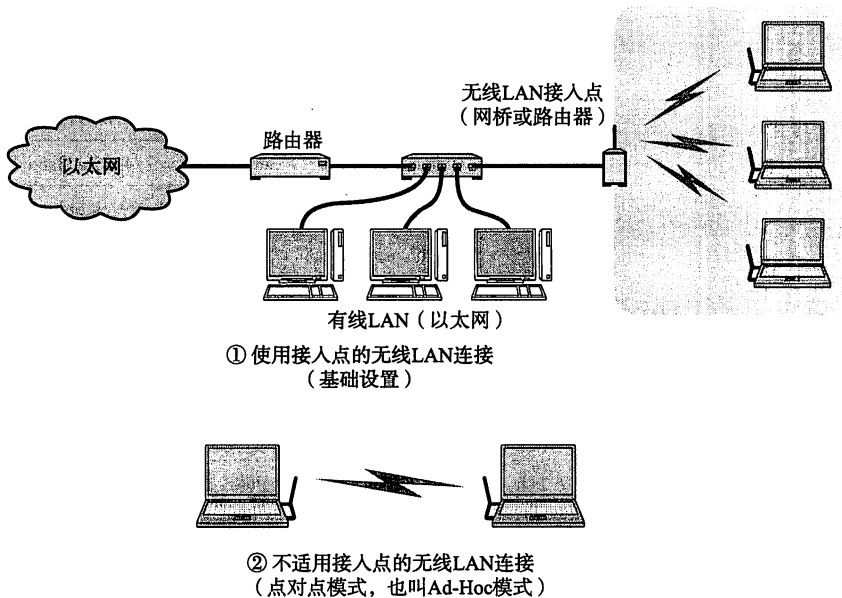 无线LAN接入点
（网桥或路由器）
路由器
以太网
有线LAN（以太网）
① 使用接入点的无线LAN连接
（基础设置）
② 不适用接入点的无线LAN连接
（点对点模式，也叫Ad-Hoc模式）